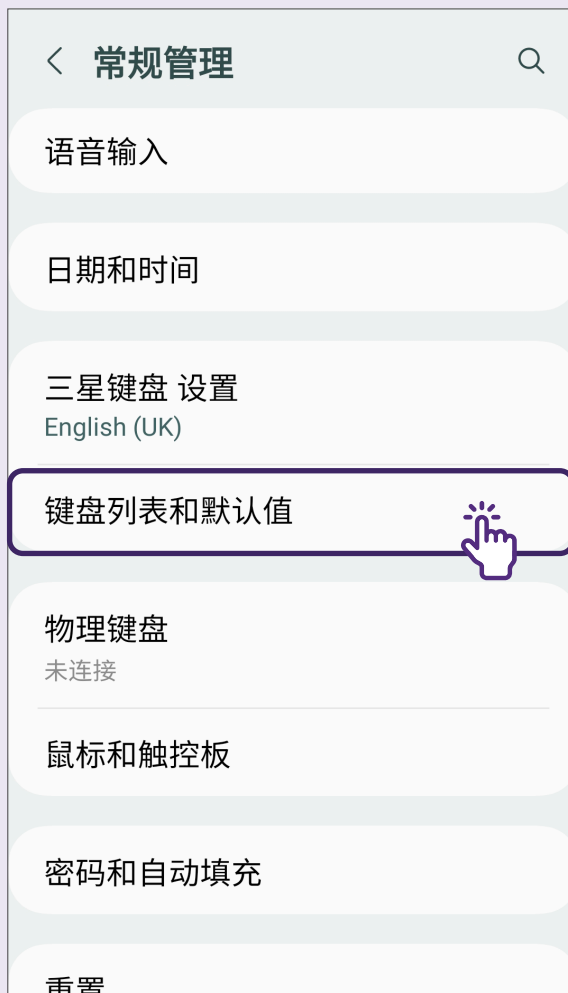 常规管理
语音输入
日期和时间
三星键盘 设置
English (UK)
键盘列表和默认值
物理键盘
未连接
鼠标和触控板
密码和自动填充
重置